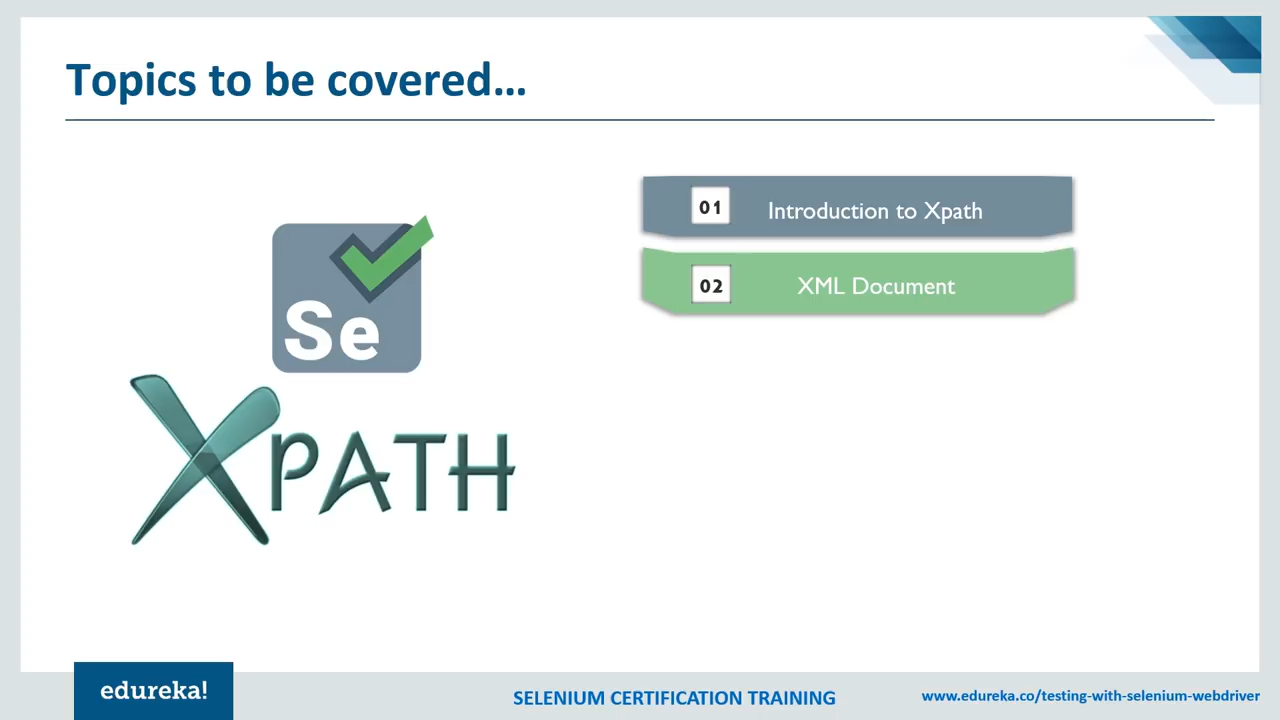 Topics to be covered...
01 Introduction to Xpath
02 XML Document
Se
XPATH
edureka!
SELENIUM CERTIFICATION TRAINING
www.edureka.co/testing-with-selenium-webdriver